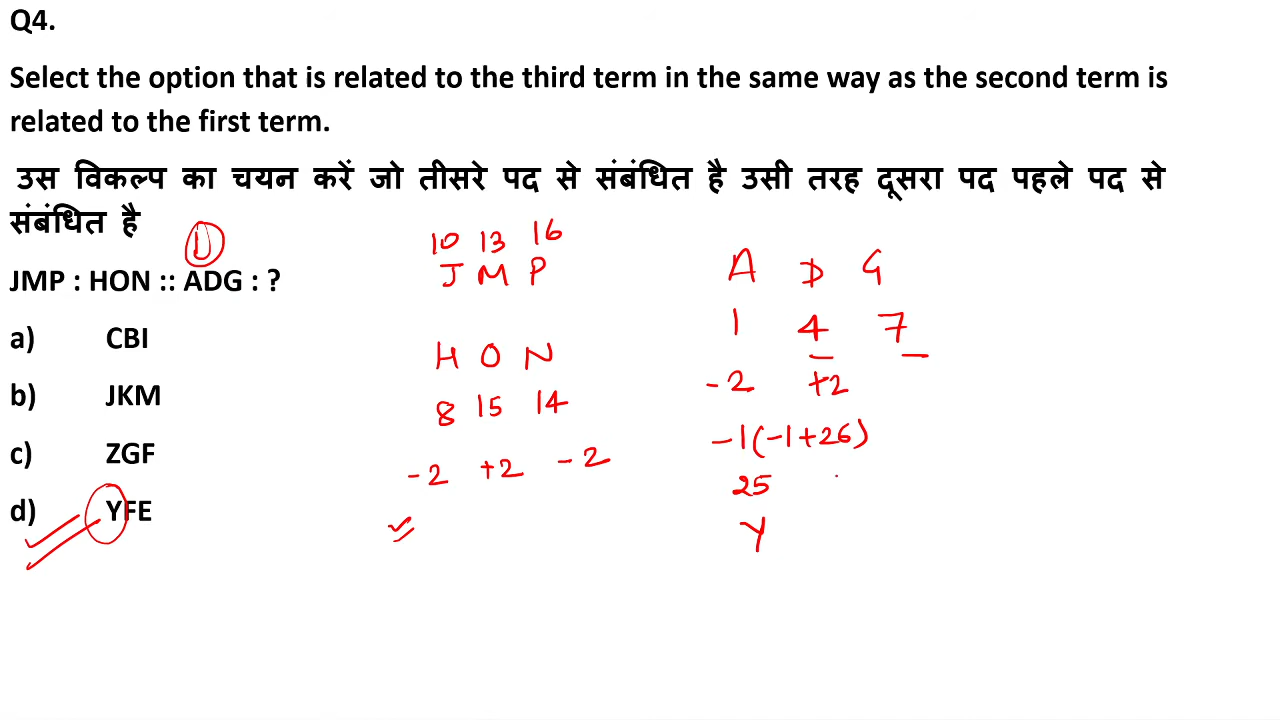 Q4.
Select the option that is related to the third term in the same way as the second term is
related to the first term.
उस विकल्प का चयन करें जो तीसरे पद से संबंधित है उसी तरह दूसरा पद पहले पद से
संबंधित है
D
JMP : HON :: ADG : ?
a) CBI
b) JKM
c) ZGF
d) YFE
10 13 16
J M P
H O N
8 15 14
-2 +2 -2
A D G
1 4 7
-2 +2
-1(-1+26)
25
Y